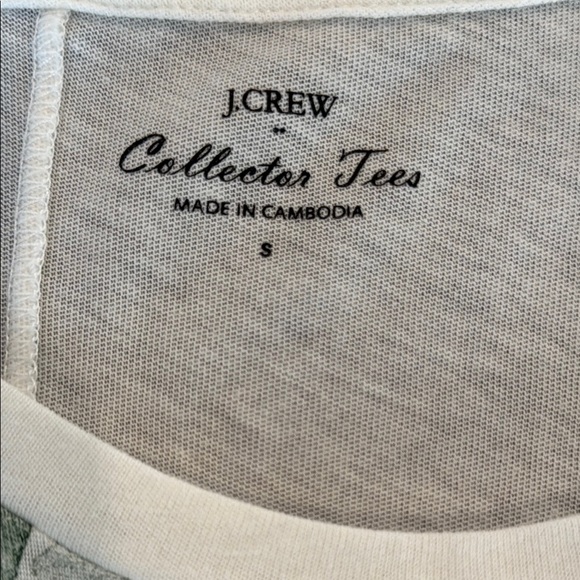 J.CREW
Collector Tees
MADE IN CAMBODIA
S